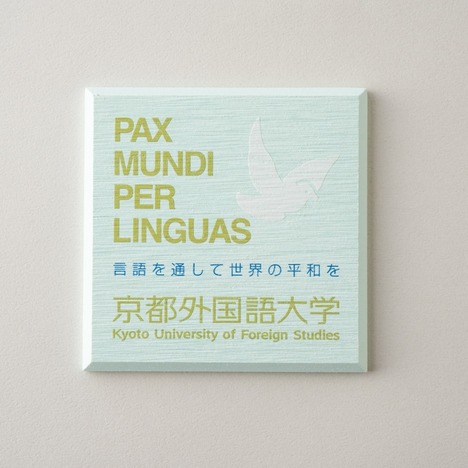 PAX
MUNDI
PER
LINGUAS
言語を通して世界の平和を
京都外国語大学
Kyoto University of Foreign Studies